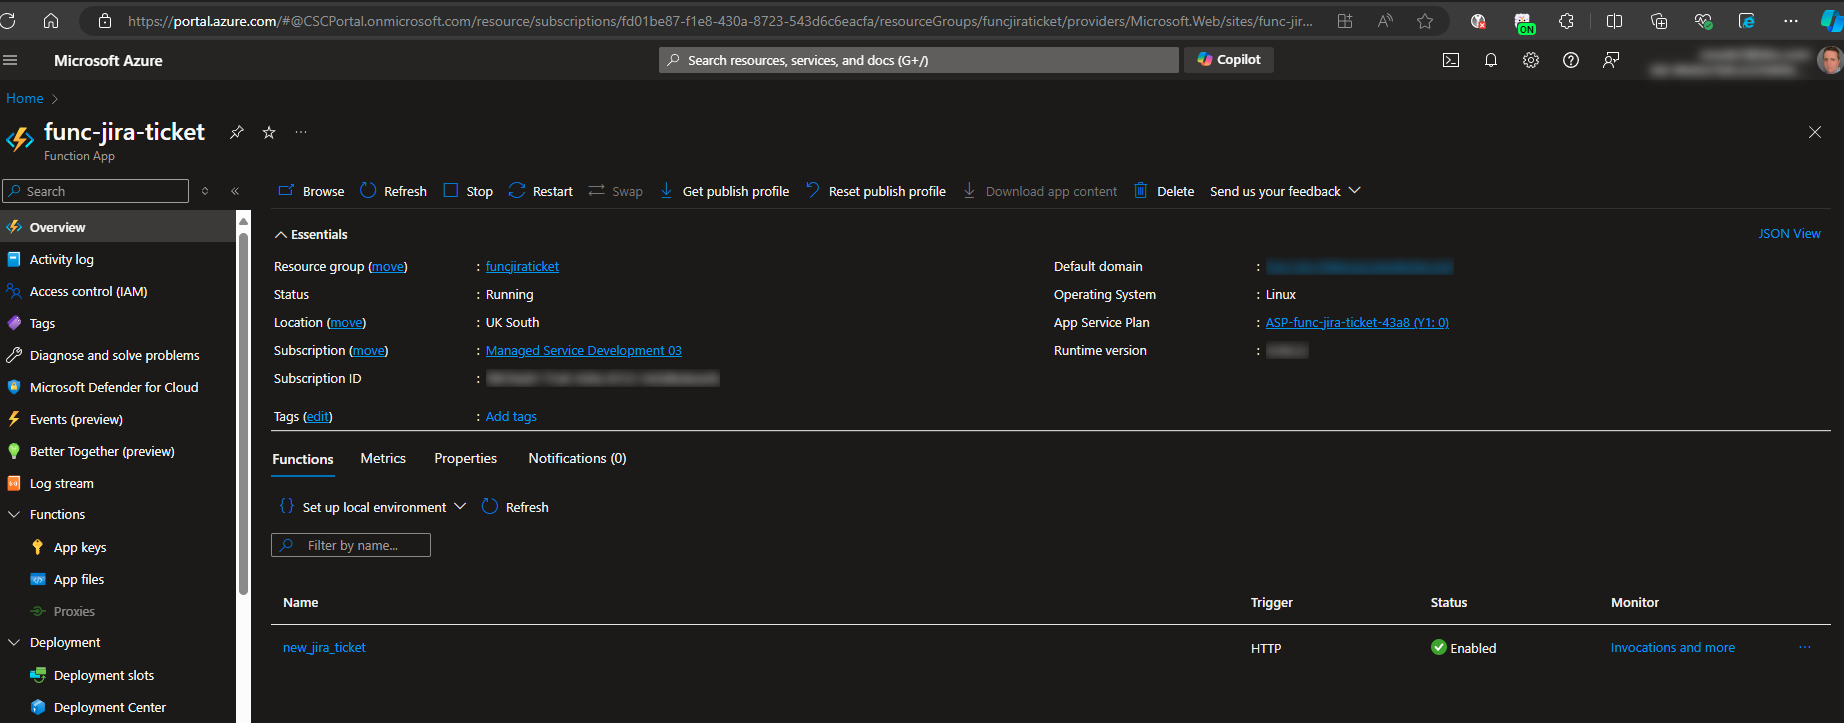 https://portal.azure.com/#@CSCPortal.onmicrosoft.com/resource/subscriptions/fd01be87-f1e8-430a-8723-543d6c6eacfa/resourceGroups/funcjiraticket/providers/Microsoft.Web/sites/func-jir...
ON
Microsoft Azure
Search resources, services, and docs (G+/)
Copilot
Home
func-jira-ticket
Function App
Search
Browse Refresh Stop Restart Swap Get publish profile Reset publish profile Download app content Delete Send us your feedback
Overview
Activity log
Access control (IAM)
Tags
Diagnose and solve problems
Microsoft Defender for Cloud
Events (preview)
Better Together (preview)
Log stream
Functions
App keys
App files
Proxies
Deployment
Deployment slots
Deployment Center
Essentials
JSON View
Resource group (move) : funcjiraticket
Status : Running
Location (move) : UK South
Subscription (move) : Managed Service Development 03
Subscription ID :
Tags (edit) : Add tags
Default domain :
Operating System : Linux
App Service Plan : ASP-func-jira-ticket-43a8 (Y1: 0)
Runtime version :
Functions Metrics Properties Notifications (0)
Set up local environment Refresh
Filter by name...
Name Trigger Status Monitor
new_jira_ticket HTTP Enabled Invocations and more